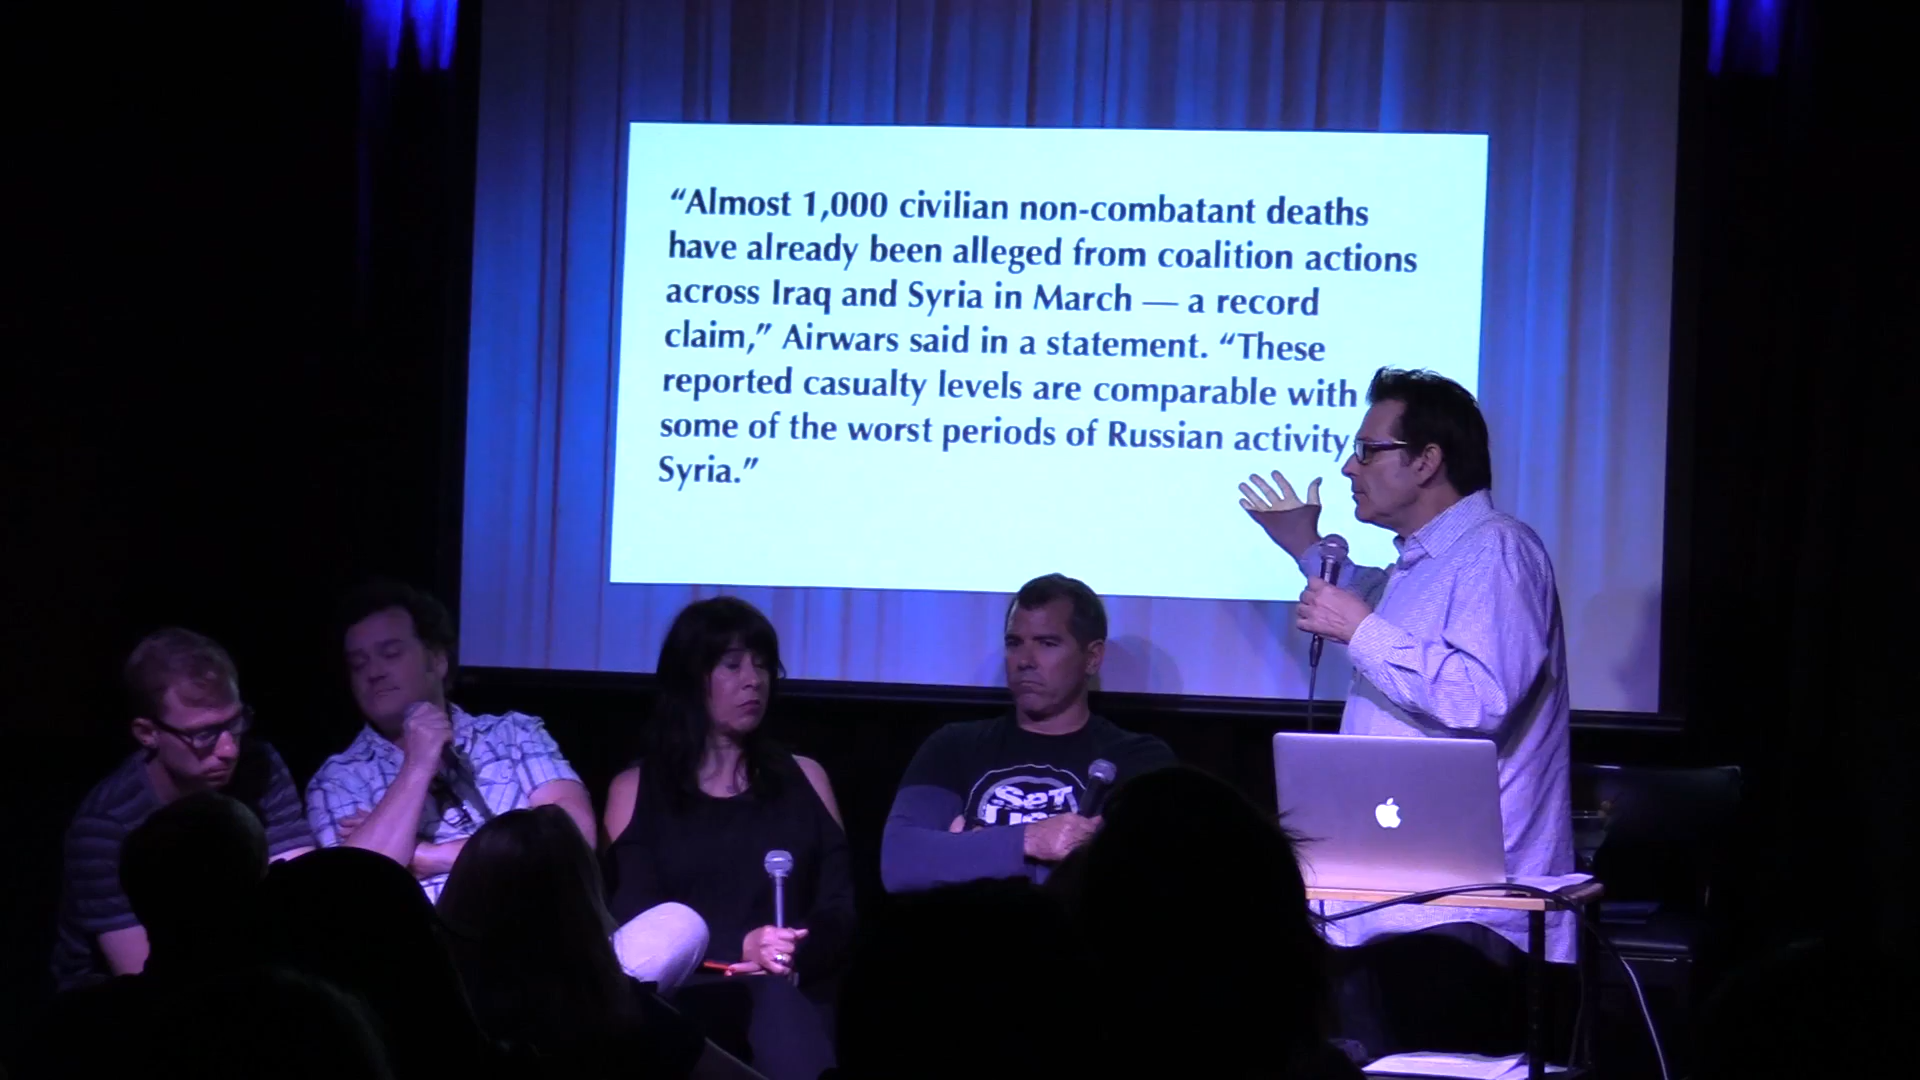 “Almost 1,000 civilian non-combatant deaths
have already been alleged from coalition actions
across Iraq and Syria in March — a record
claim,” Airwars said in a statement. “These
reported casualty levels are comparable with
some of the worst periods of Russian activity
Syria.”
SET